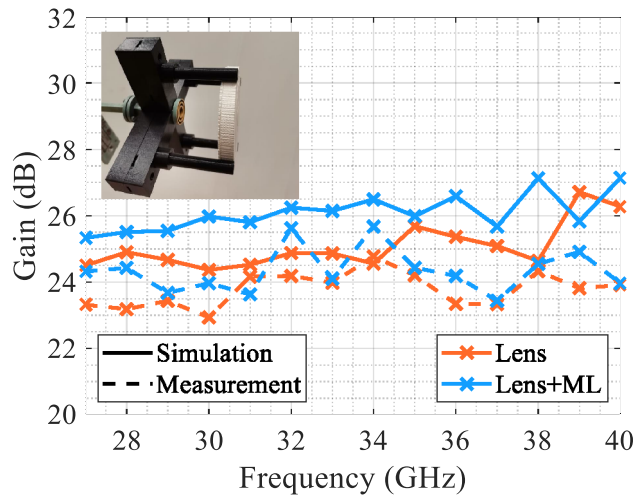 32
30
28
26
24
22
20
Gain (dB)
Simulation
Measurement
Lens
Lens+ML
28 30 32 34 36 38 40
Frequency (GHz)